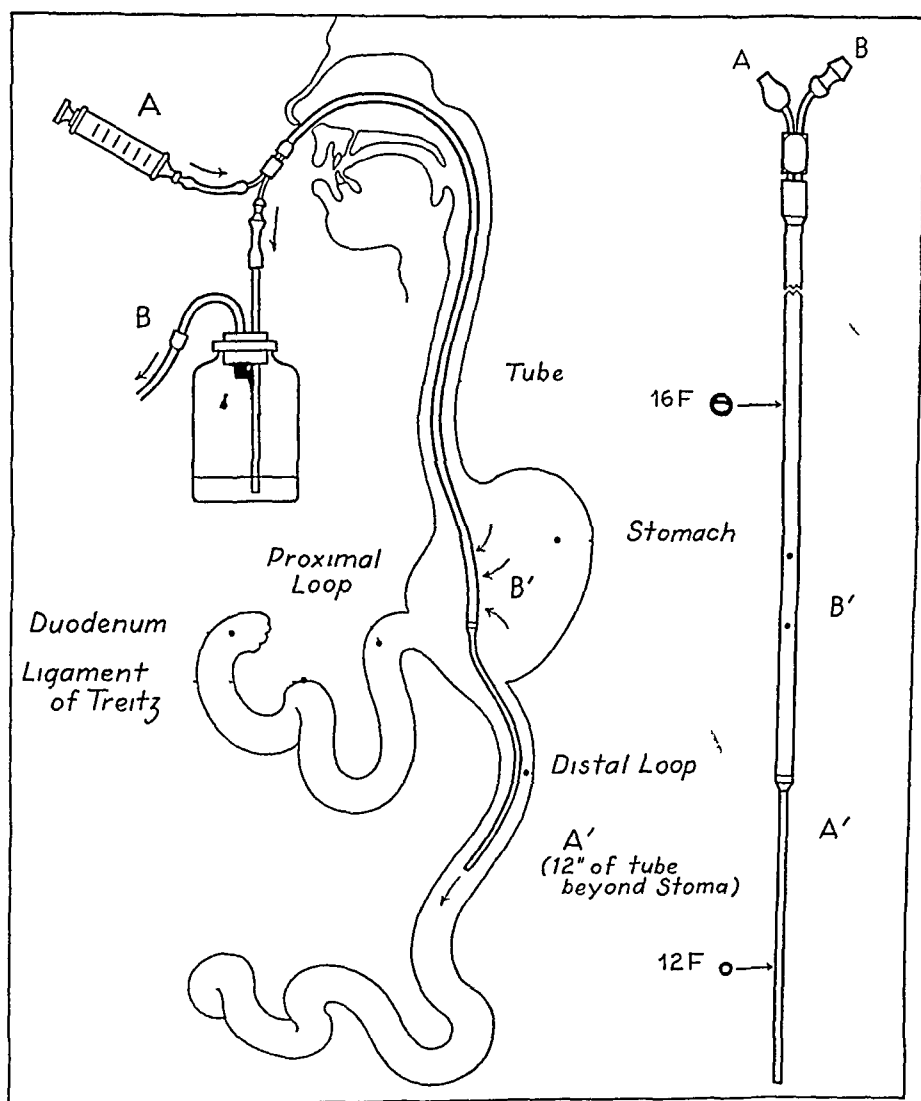 A
B
Tube
Stomach
Proximal
Loop
B'
Duodenum
Ligament
of Treitz
Distal Loop
A'
(12" of tube
beyond Stoma)
A
B
16F
B'
A'
12F